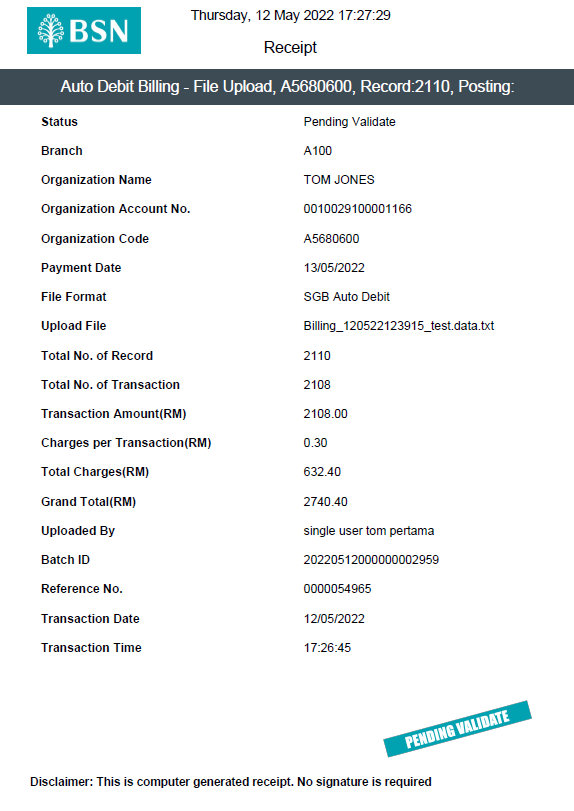 BSN
Thursday, 12 May 2022 17:27:29
Receipt
Auto Debit Billing - File Upload, A5680600, Record:2110, Posting:
Status Pending Validate
Branch A100
Organization Name TOM JONES
Organization Account No. 0010029100001166
Organization Code A5680600
Payment Date 13/05/2022
File Format SGB Auto Debit
Upload File Billing_120522123915_test.data.txt
Total No. of Record 2110
Total No. of Transaction 2108
Transaction Amount(RM) 2108.00
Charges per Transaction(RM) 0.30
Total Charges(RM) 632.40
Grand Total(RM) 2740.40
Uploaded By single user tom pertama
Batch ID 20220512000000002959
Reference No. 0000054965
Transaction Date 12/05/2022
Transaction Time 17:26:45
PENDING VALIDATE
Disclaimer: This is computer generated receipt. No signature is required